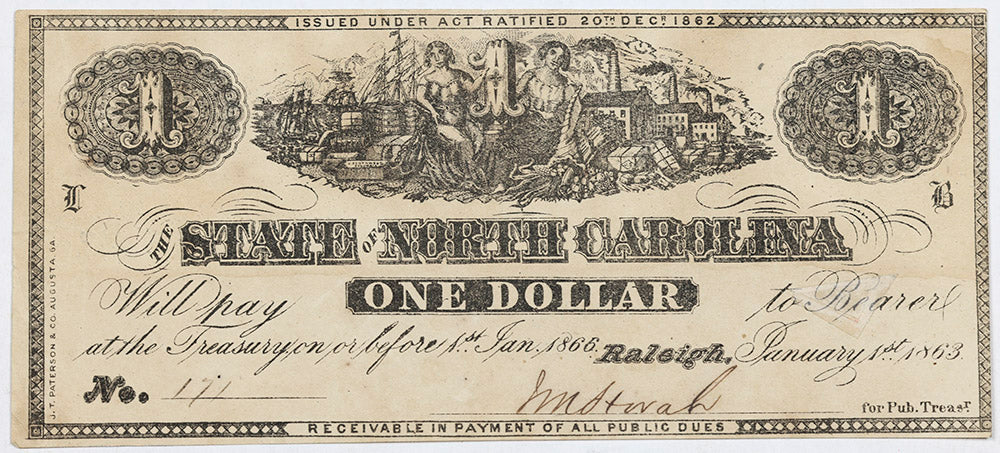 ISSUED UNDER ACT RATIFIED 20TH DECR 1862
1 1 1
L B
THE STATE OF NORTH CAROLINA
Will pay ONE DOLLAR to Bearer
at the Treasury, on or before 1st Jan. 1866. Raleigh, January 1st, 1863.
No. 171
for Pub. Treasr
RECEIVABLE IN PAYMENT OF ALL PUBLIC DUES
J. T. PATERSON & CO. AUGUSTA, GA.